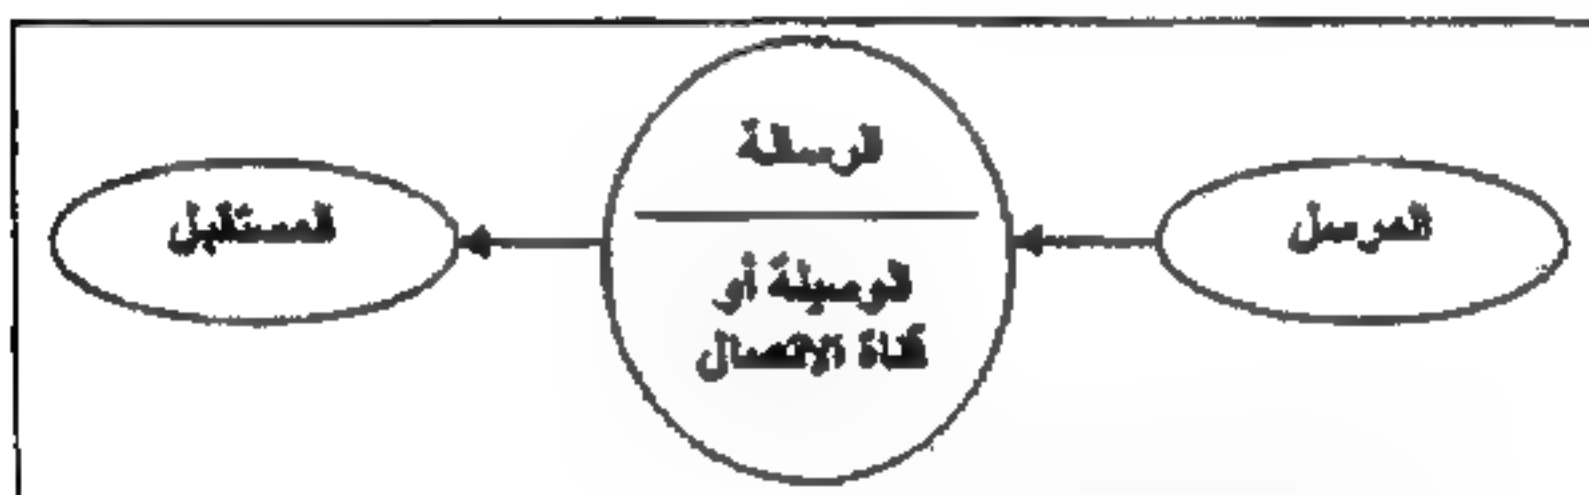 المرسل
الرسالة
الوسيلة أو
قناة الاتصال
المستقبل